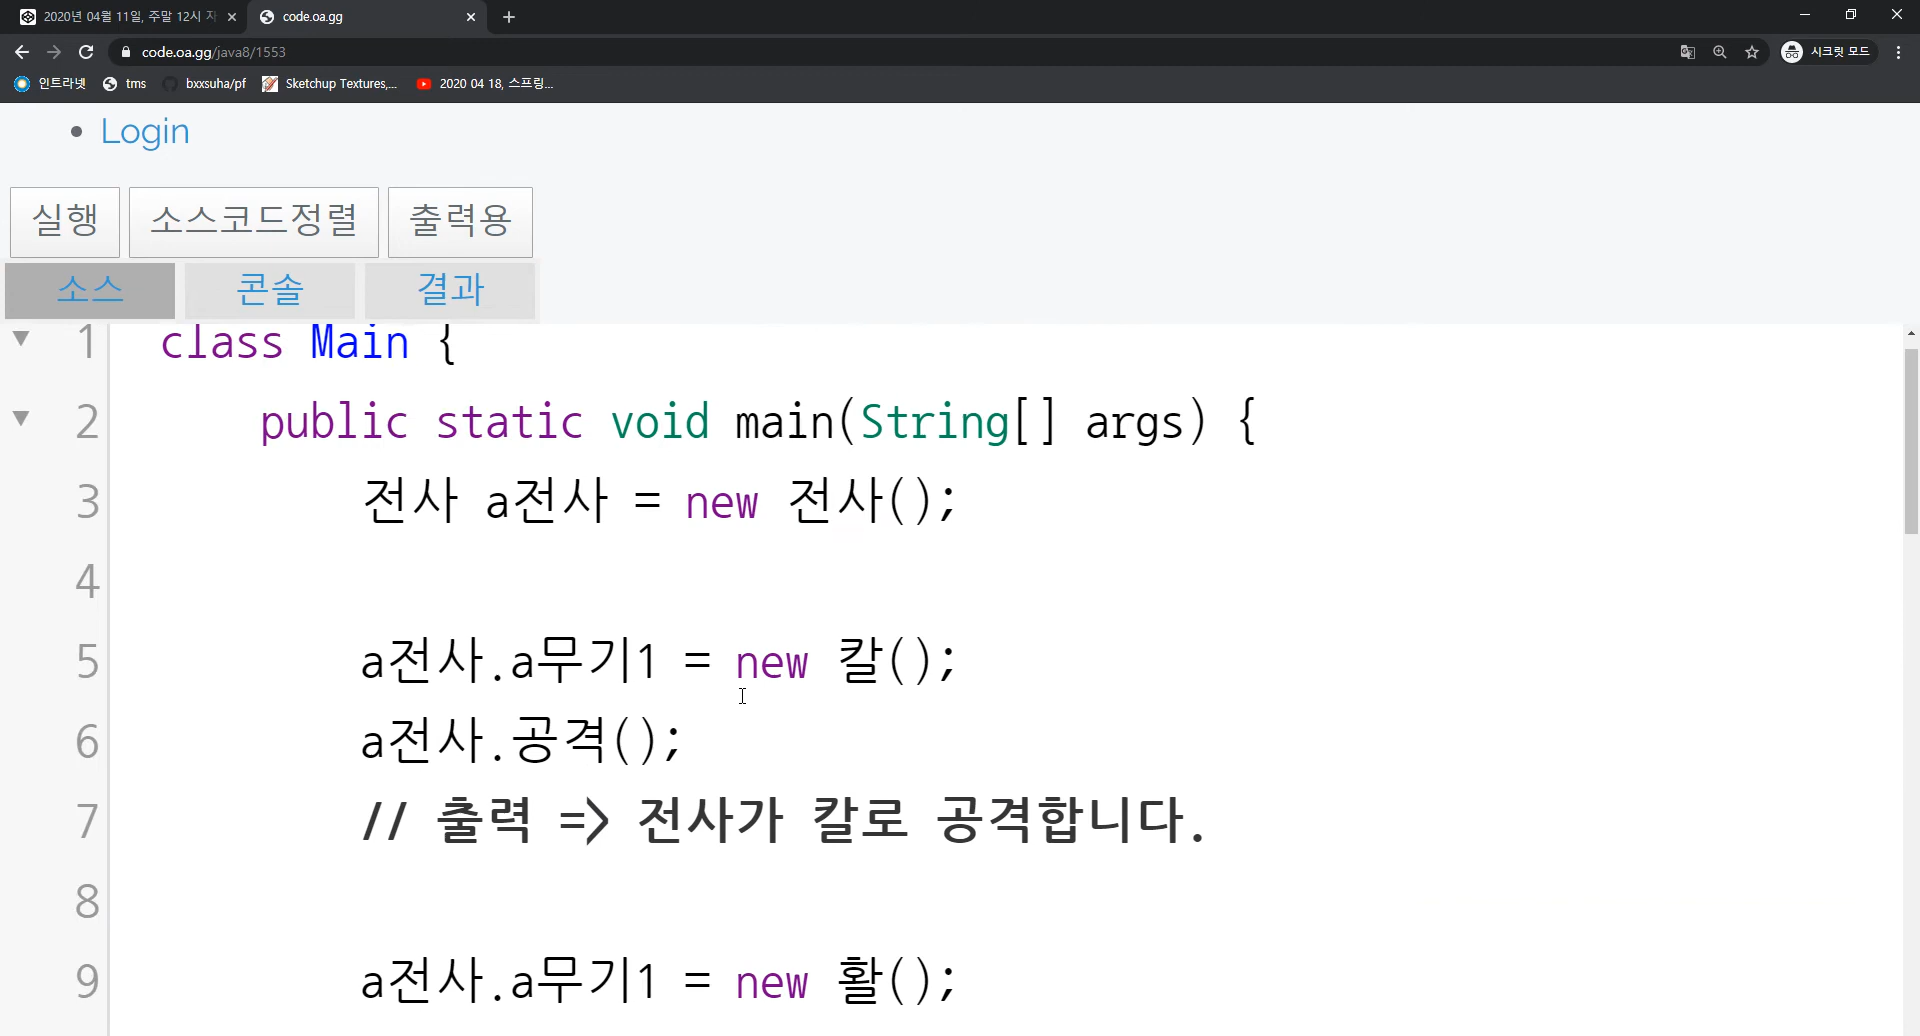 2020년 04월 11일, 주말 12시 자
code.oa.gg
code.oa.gg/java8/1553
시크릿 모드
인트라넷
tms
bxxsuha/pf
Sketchup Textures,...
2020 04 18, 스프링...
Login
실행
소스코드정렬
출력용
소스
콘솔
결과
1 class Main {
2 public static void main(String[] args) {
3 전사 a전사 = new 전사();
4
5 a전사.a무기1 = new 칼();
6 a전사.공격();
7 // 출력 => 전사가 칼로 공격합니다.
8
9 a전사.a무기1 = new 활();